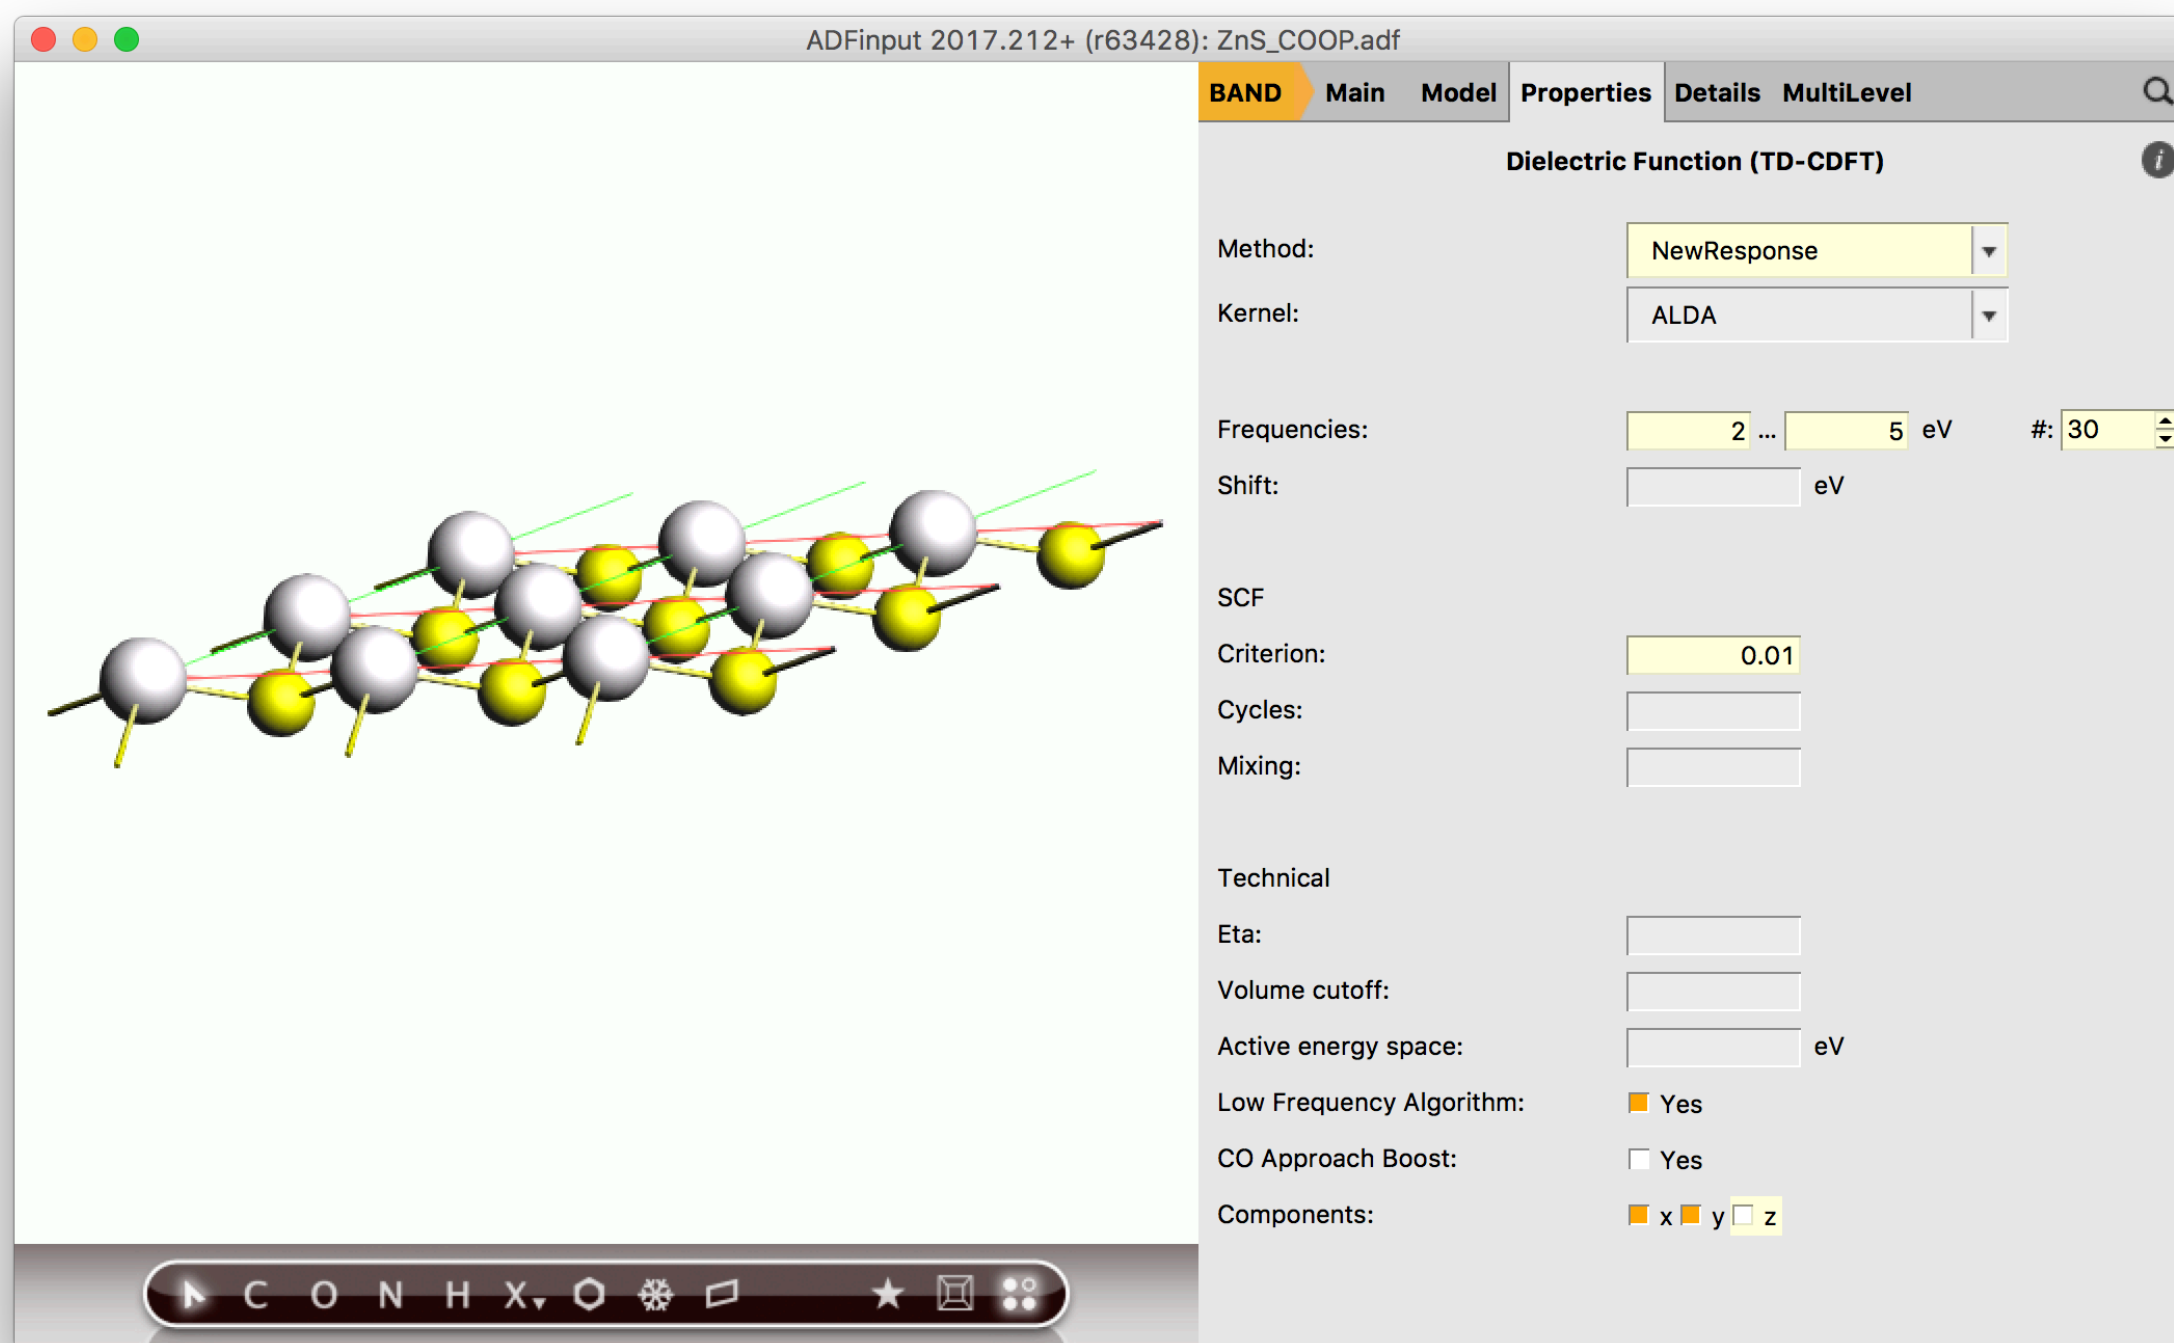 ADFinput 2017.212+ (r63428): ZnS_COOP.adf
BAND Main Model Properties Details MultiLevel
Dielectric Function (TD-CDFT)
Method: NewResponse
Kernel: ALDA
Frequencies: 2 ... 5 eV #: 30
Shift: eV
SCF
Criterion: 0.01
Cycles:
Mixing:
Technical
Eta:
Volume cutoff:
Active energy space: eV
Low Frequency Algorithm: Yes
CO Approach Boost: Yes
Components: x y z
C O N H X